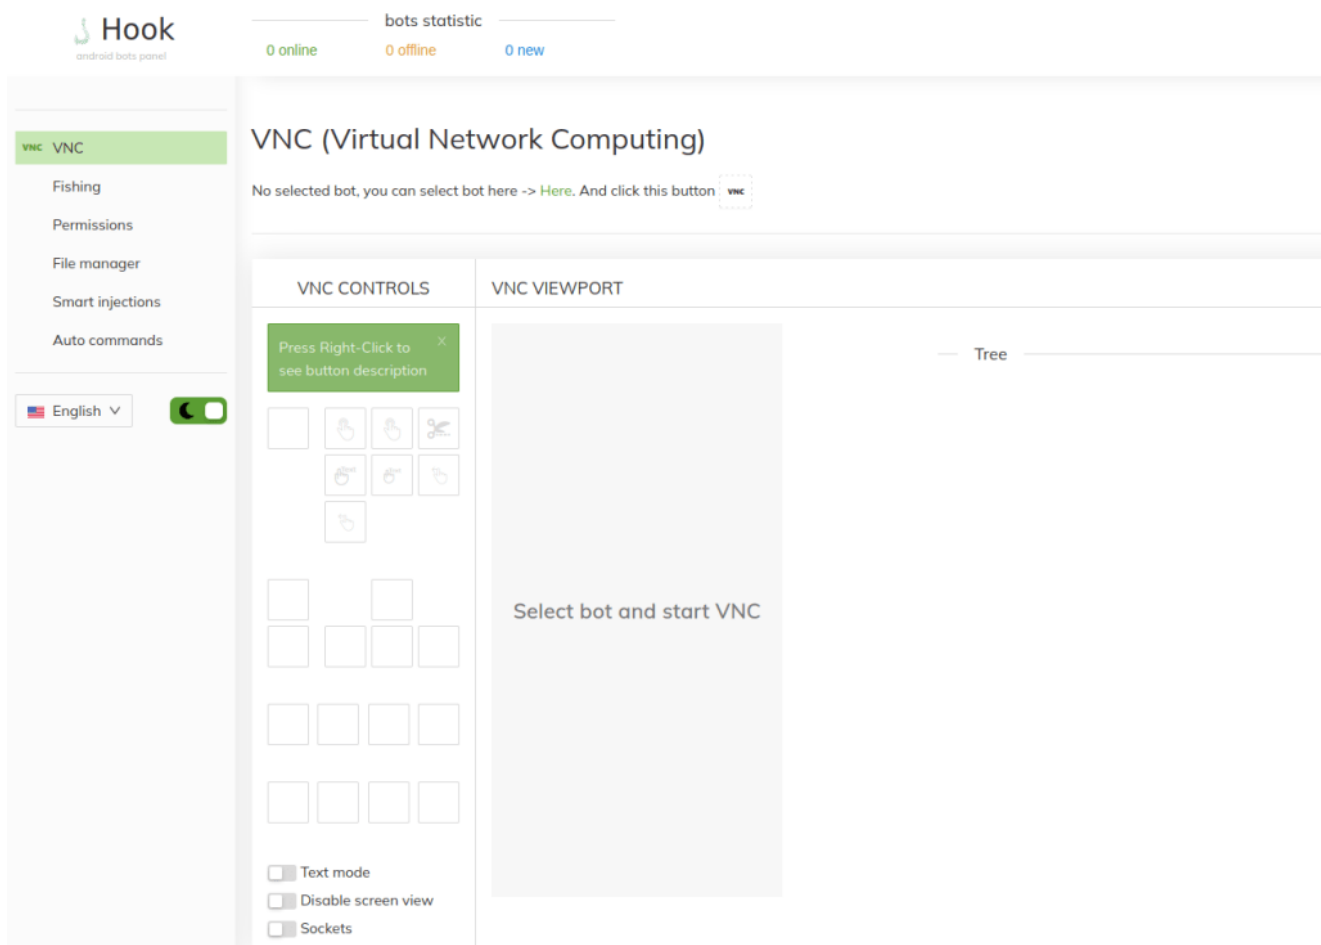 Hook
android bots panel
bots statistic
0 online
0 offline
0 new
VNC VNC
Fishing
Permissions
File manager
Smart injections
Auto commands
English
VNC (Virtual Network Computing)
No selected bot, you can select bot here -> Here. And click this button VNC
VNC CONTROLS
Press Right-Click to X
see button description
Text mode
Disable screen view
Sockets
VNC VIEWPORT
Select bot and start VNC
Tree